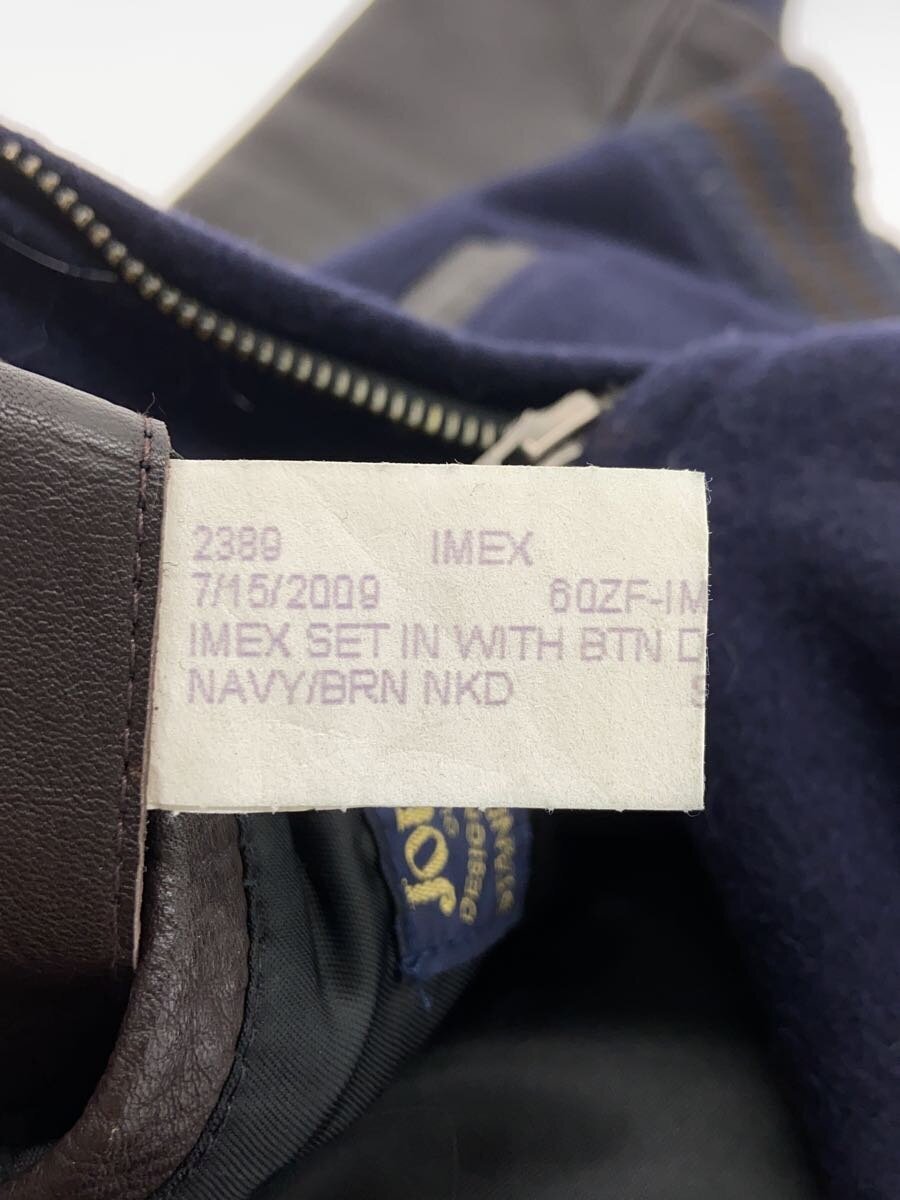 2389 IMEX
7/15/2009 60ZF-IM
IMEX SET IN WITH BTN
NAVY/BRN NKD